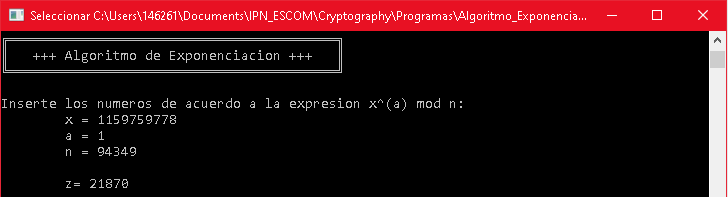 Seleccionar C:\Users\146261\Documents\IPN_ESCOM\Cryptography\Programas\Algoritmo_Exponencia...
+++ Algoritmo de Exponenciacion +++
Inserte los numeros de acuerdo a la expresion x^(a) mod n:
x = 1159759778
a = 1
n = 94349
z= 21870